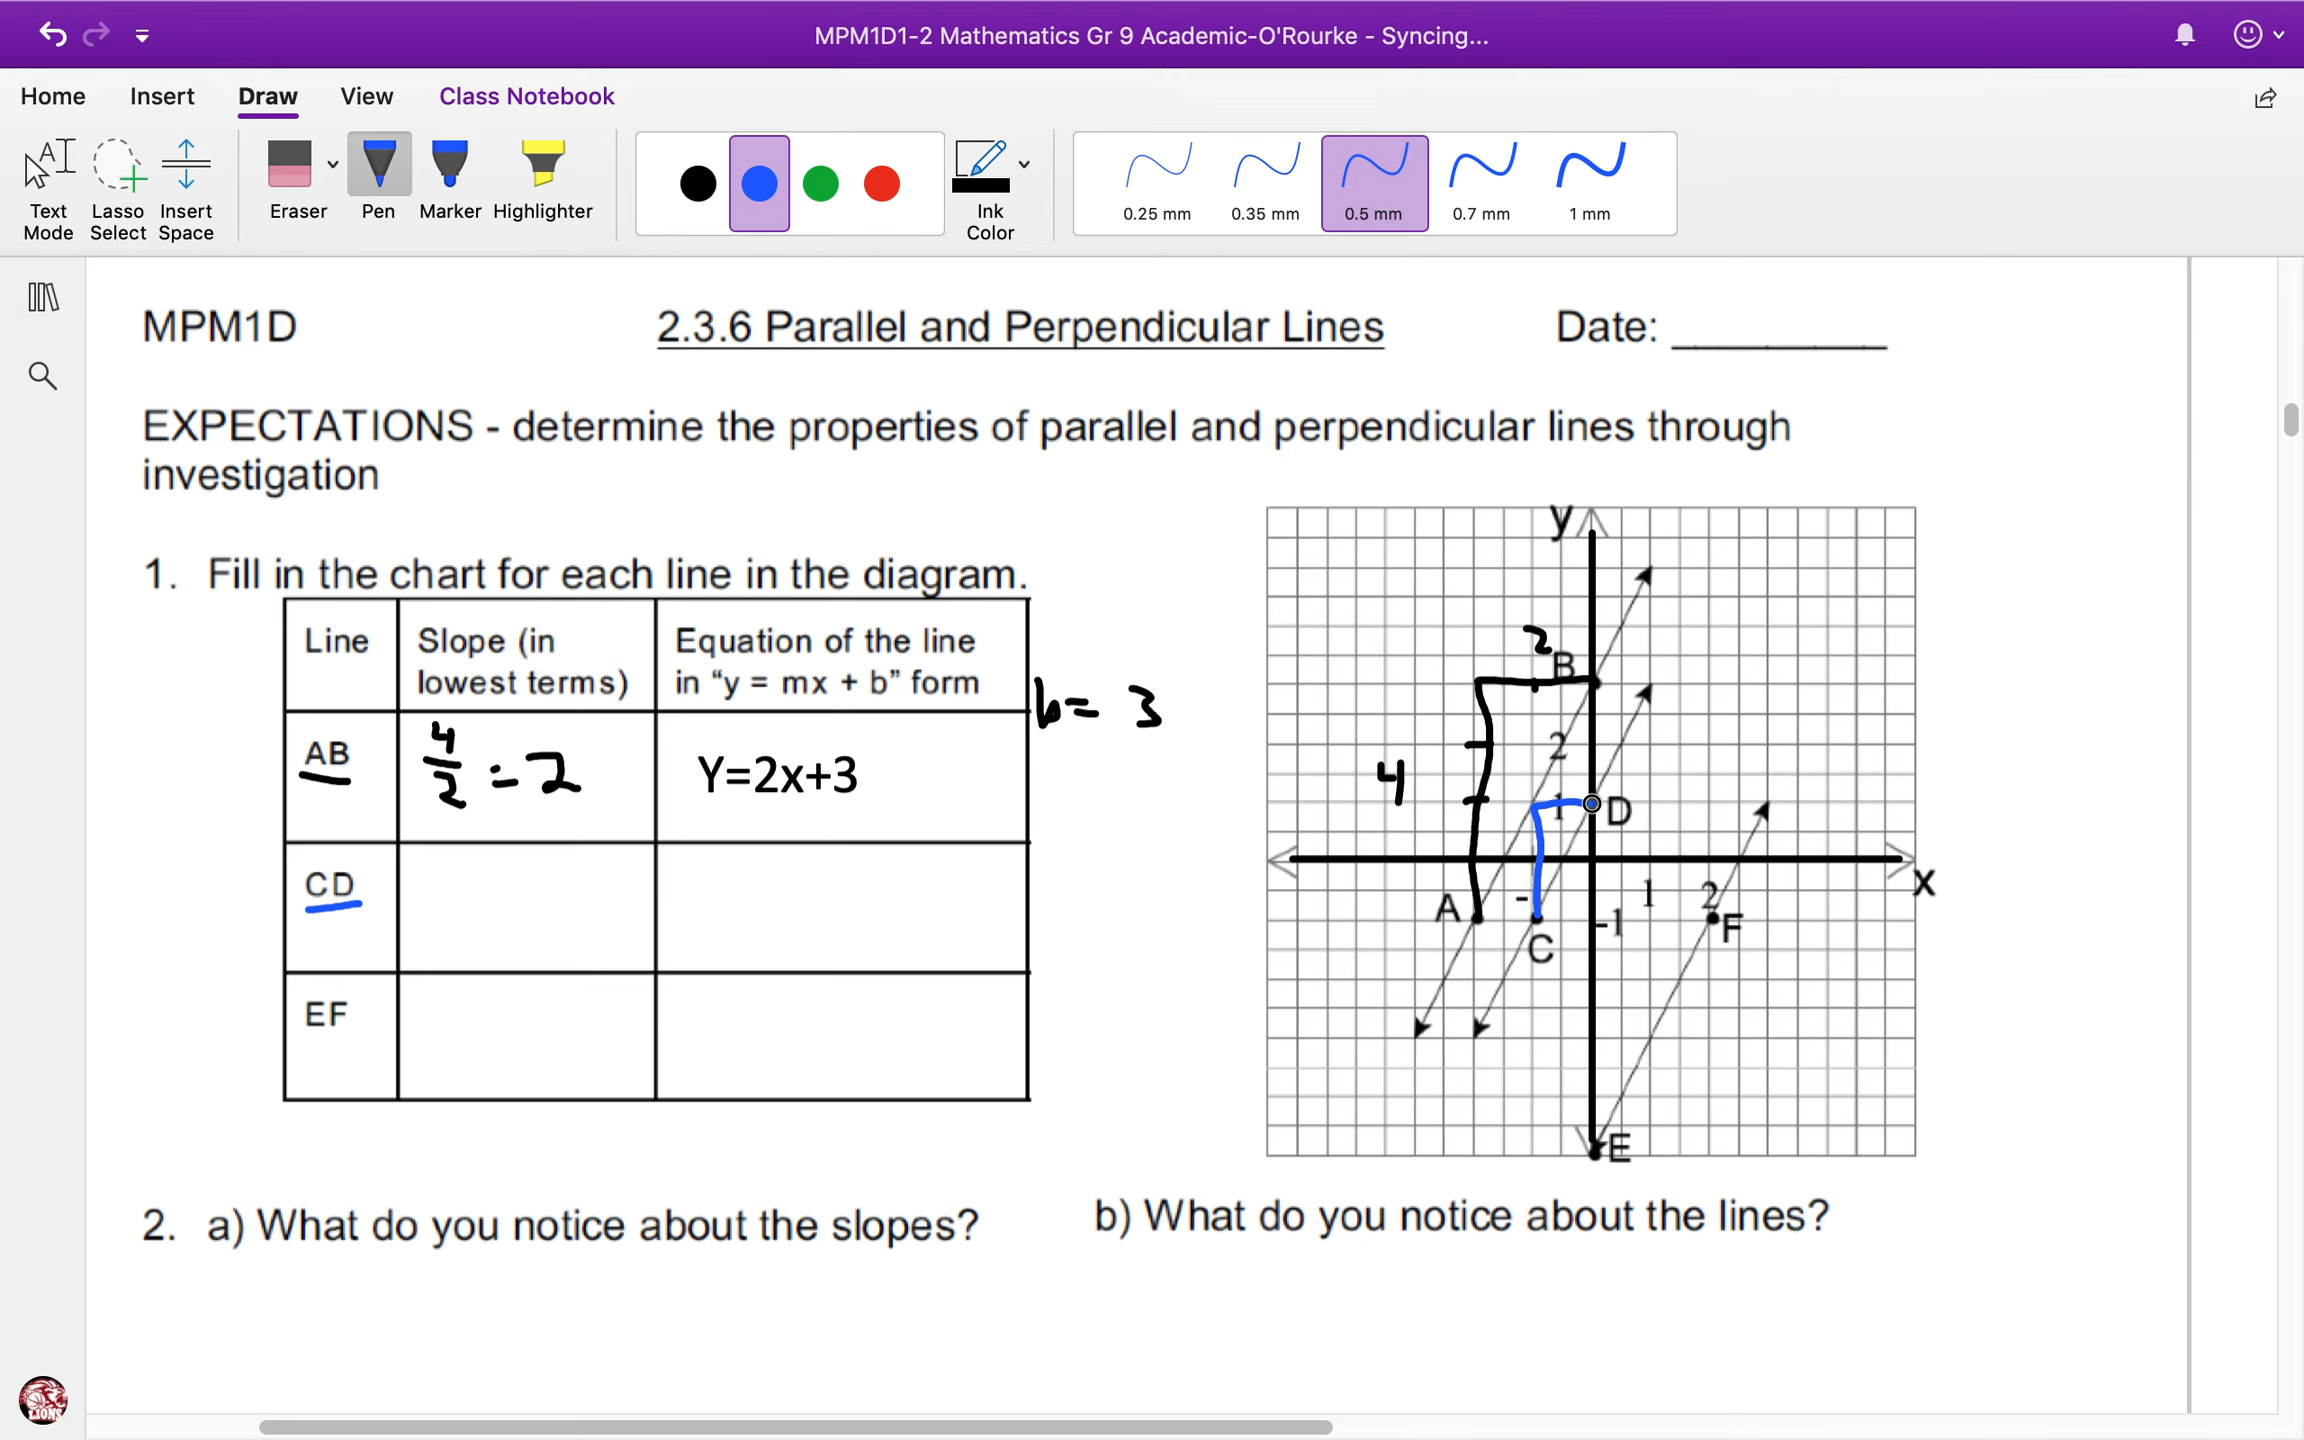 MPM1D1-2 Mathematics Gr 9 Academic-O'Rourke - Syncing...
Home Insert Draw View Class Notebook
Text Mode
Lasso Select
Insert Space
Eraser
Pen
Marker
Highlighter
Ink Color
0.25 mm
0.35 mm
0.5 mm
0.7 mm
1 mm
MPM1D 2.3.6 Parallel and Perpendicular Lines Date: _________
EXPECTATIONS - determine the properties of parallel and perpendicular lines through
investigation
1. Fill in the chart for each line in the diagram.
Line
Slope (in
lowest terms)
Equation of the line
in “y = mx + b” form
b= 3
AB
4/2 = 2
Y=2x+3
CD
EF
y
2
B
2
4
1
D
x
A
-
1
2
-1
F
C
E
2. a) What do you notice about the slopes?
b) What do you notice about the lines?
LIONS